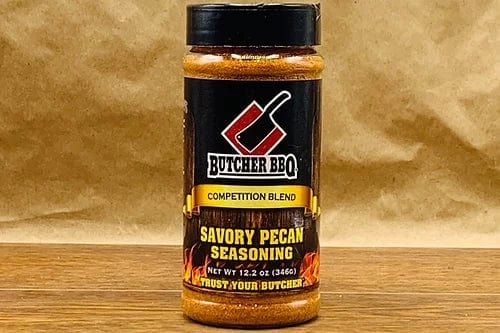 BUTCHER BBQ
COMPETITION BLEND
SAVORY PECAN
SEASONING
NET WT 12.2 OZ (346G)
TRUST YOUR BUTCHER